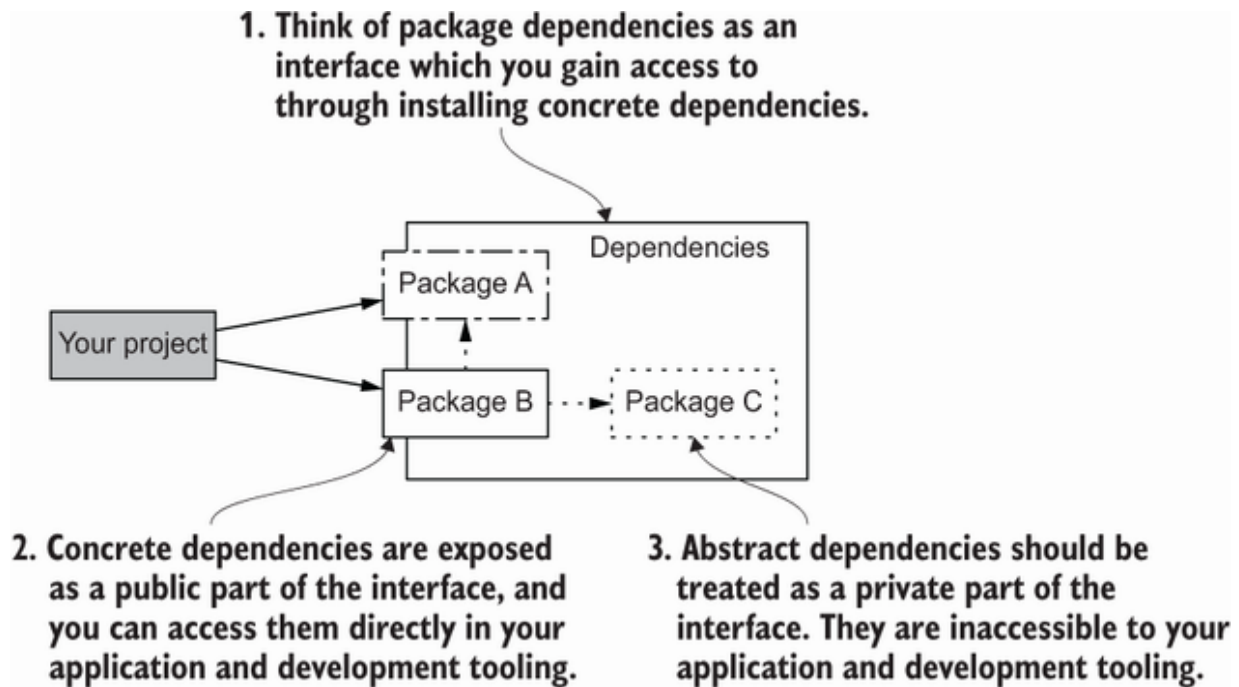 1. Think of package dependencies as an
interface which you gain access to
through installing concrete dependencies.
Dependencies
Package A
Your project
Package B
Package C
2. Concrete dependencies are exposed
as a public part of the interface, and
you can access them directly in your
application and development tooling.
3. Abstract dependencies should be
treated as a private part of the
interface. They are inaccessible to your
application and development tooling.